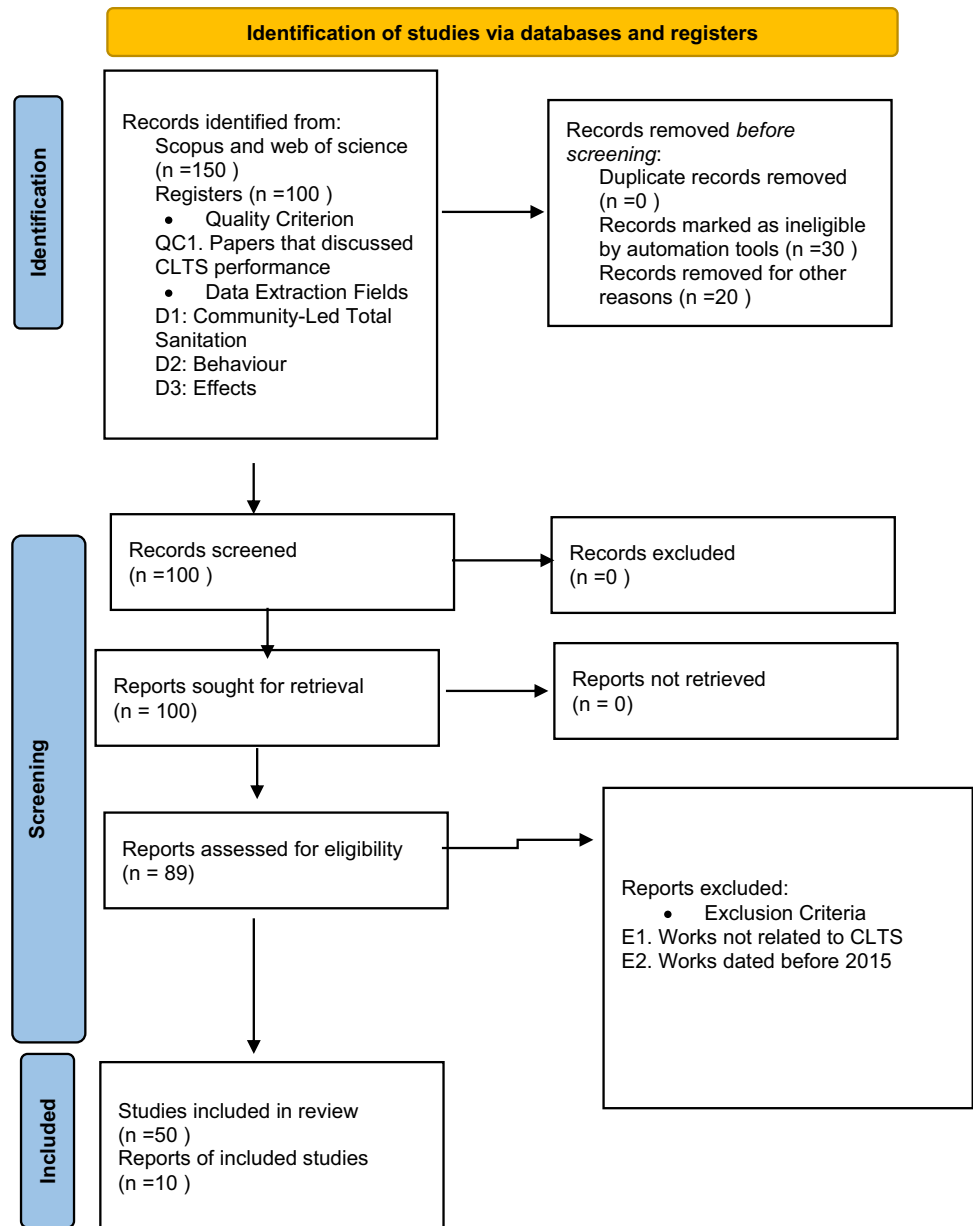 Identification of studies via databases and registers
Identification
Records identified from:
Scopus and web of science
(n =150 )
Registers (n =100 )
• Quality Criterion
QC1. Papers that discussed
CLTS performance
• Data Extraction Fields
D1: Community-Led Total
Sanitation
D2: Behaviour
D3: Effects
Records removed before
screening:
Duplicate records removed
(n =0 )
Records marked as ineligible
by automation tools (n =30 )
Records removed for other
reasons (n =20 )
Screening
Records screened
(n =100 )
Records excluded
(n =0 )
Reports sought for retrieval
(n = 100)
Reports not retrieved
(n = 0)
Reports assessed for eligibility
(n = 89)
Reports excluded:
• Exclusion Criteria
E1. Works not related to CLTS
E2. Works dated before 2015
Included
Studies included in review
(n =50 )
Reports of included studies
(n =10 )